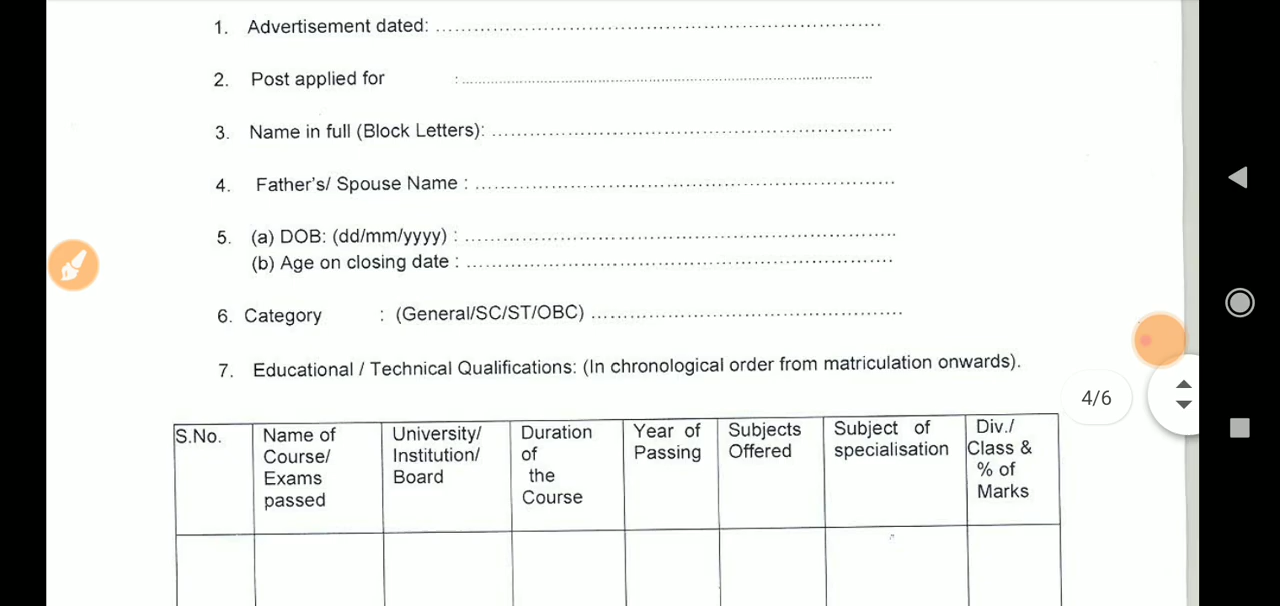 1. Advertisement dated: ....................................................................
2. Post applied for : ....................................................................
3. Name in full (Block Letters): ....................................................................
4. Father's/ Spouse Name : ....................................................................
5. (a) DOB: (dd/mm/yyyy) : ....................................................................
(b) Age on closing date : ....................................................................
6. Category : (General/SC/ST/OBC) ....................................................................
7. Educational / Technical Qualifications: (In chronological order from matriculation onwards).
4/6
S.No.
Name of
Course/
Exams
passed
University/
Institution/
Board
Duration
of
the
Course
Year of
Passing
Subjects
Offered
Subject of
specialisation
Div./
Class &
% of
Marks